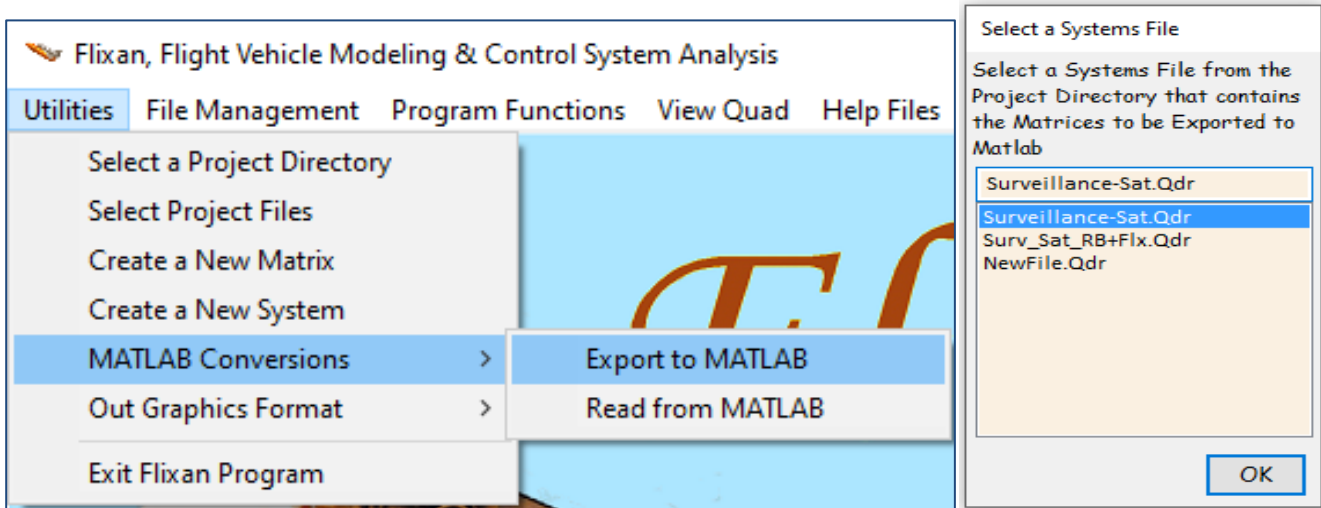 Flixan, Flight Vehicle Modeling & Control System Analysis
Utilities File Management Program Functions View Quad Help Files
Select a Project Directory
Select Project Files
Create a New Matrix
Create a New System
MATLAB Conversions >
Out Graphics Format >
Exit Flixan Program
Export to MATLAB
Read from MATLAB
Select a Systems File
Select a Systems File from the
Project Directory that contains
the Matrices to be Exported to
Matlab
Surveillance-Sat.Qdr
Surveillance-Sat.Qdr
Surv_Sat_RB+Flx.Qdr
NewFile.Qdr
OK